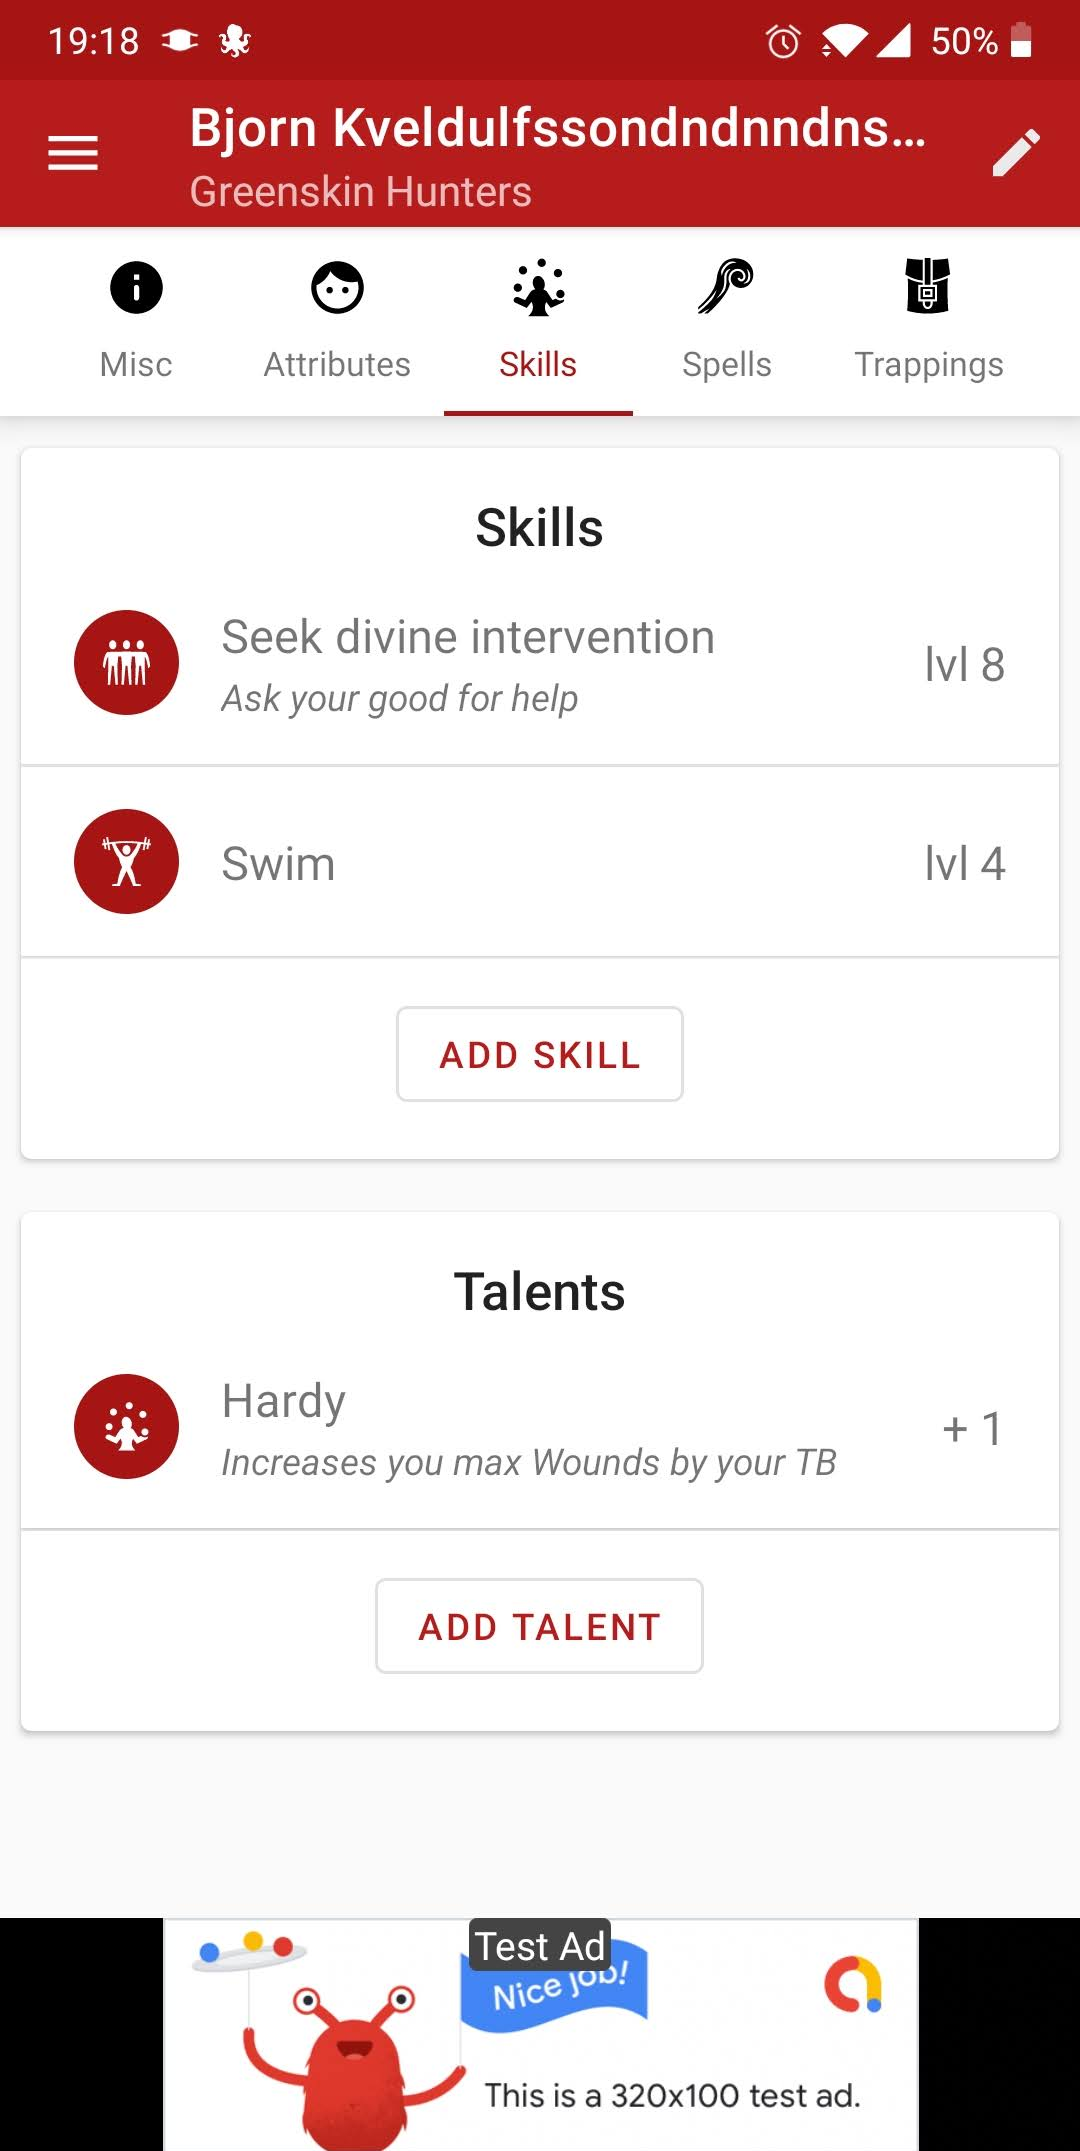 19:18 50%
Bjorn Kveldulfssondndnndns...
Greenskin Hunters
Misc Attributes Skills Spells Trappings
Skills
Seek divine intervention
Ask your good for help
lvl 8
Swim lvl 4
ADD SKILL
Talents
Hardy
Increases you max Wounds by your TB
+ 1
ADD TALENT
Test Ad
Nice job!
This is a 320x100 test ad.